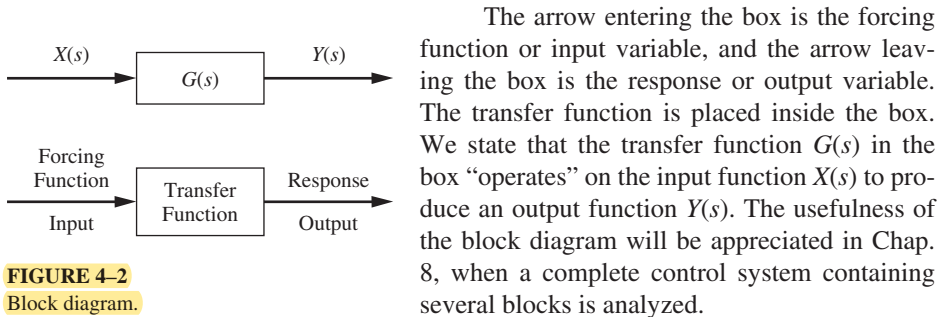 X(s)
G(s)
Y(s)
Forcing
Function
Input
Transfer
Function
Response
Output
FIGURE 4–2
Block diagram.
The arrow entering the box is the forcing
function or input variable, and the arrow leav-
ing the box is the response or output variable.
The transfer function is placed inside the box.
We state that the transfer function G(s) in the
box “operates” on the input function X(s) to pro-
duce an output function Y(s). The usefulness of
the block diagram will be appreciated in Chap.
8, when a complete control system containing
several blocks is analyzed.